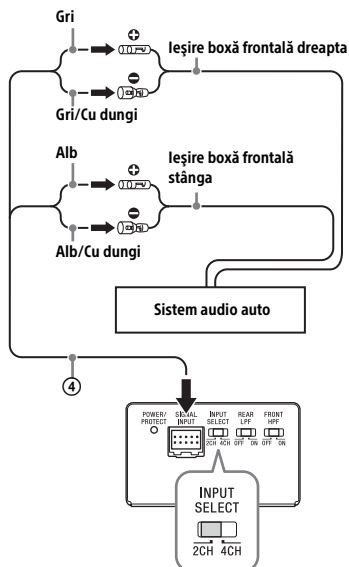 Gri
Ieşire boxă frontală dreapta
Gri/Cu dungi
Alb
Ieşire boxă frontală
stânga
Alb/Cu dungi
Sistem audio auto
4
POWER/
PROTECT
SIGNAL
INPUT
INPUT
SELECT
2CH 4CH
REAR
LPF
OFF ON
FRONT
HPF
OFF ON
INPUT
SELECT
2CH 4CH